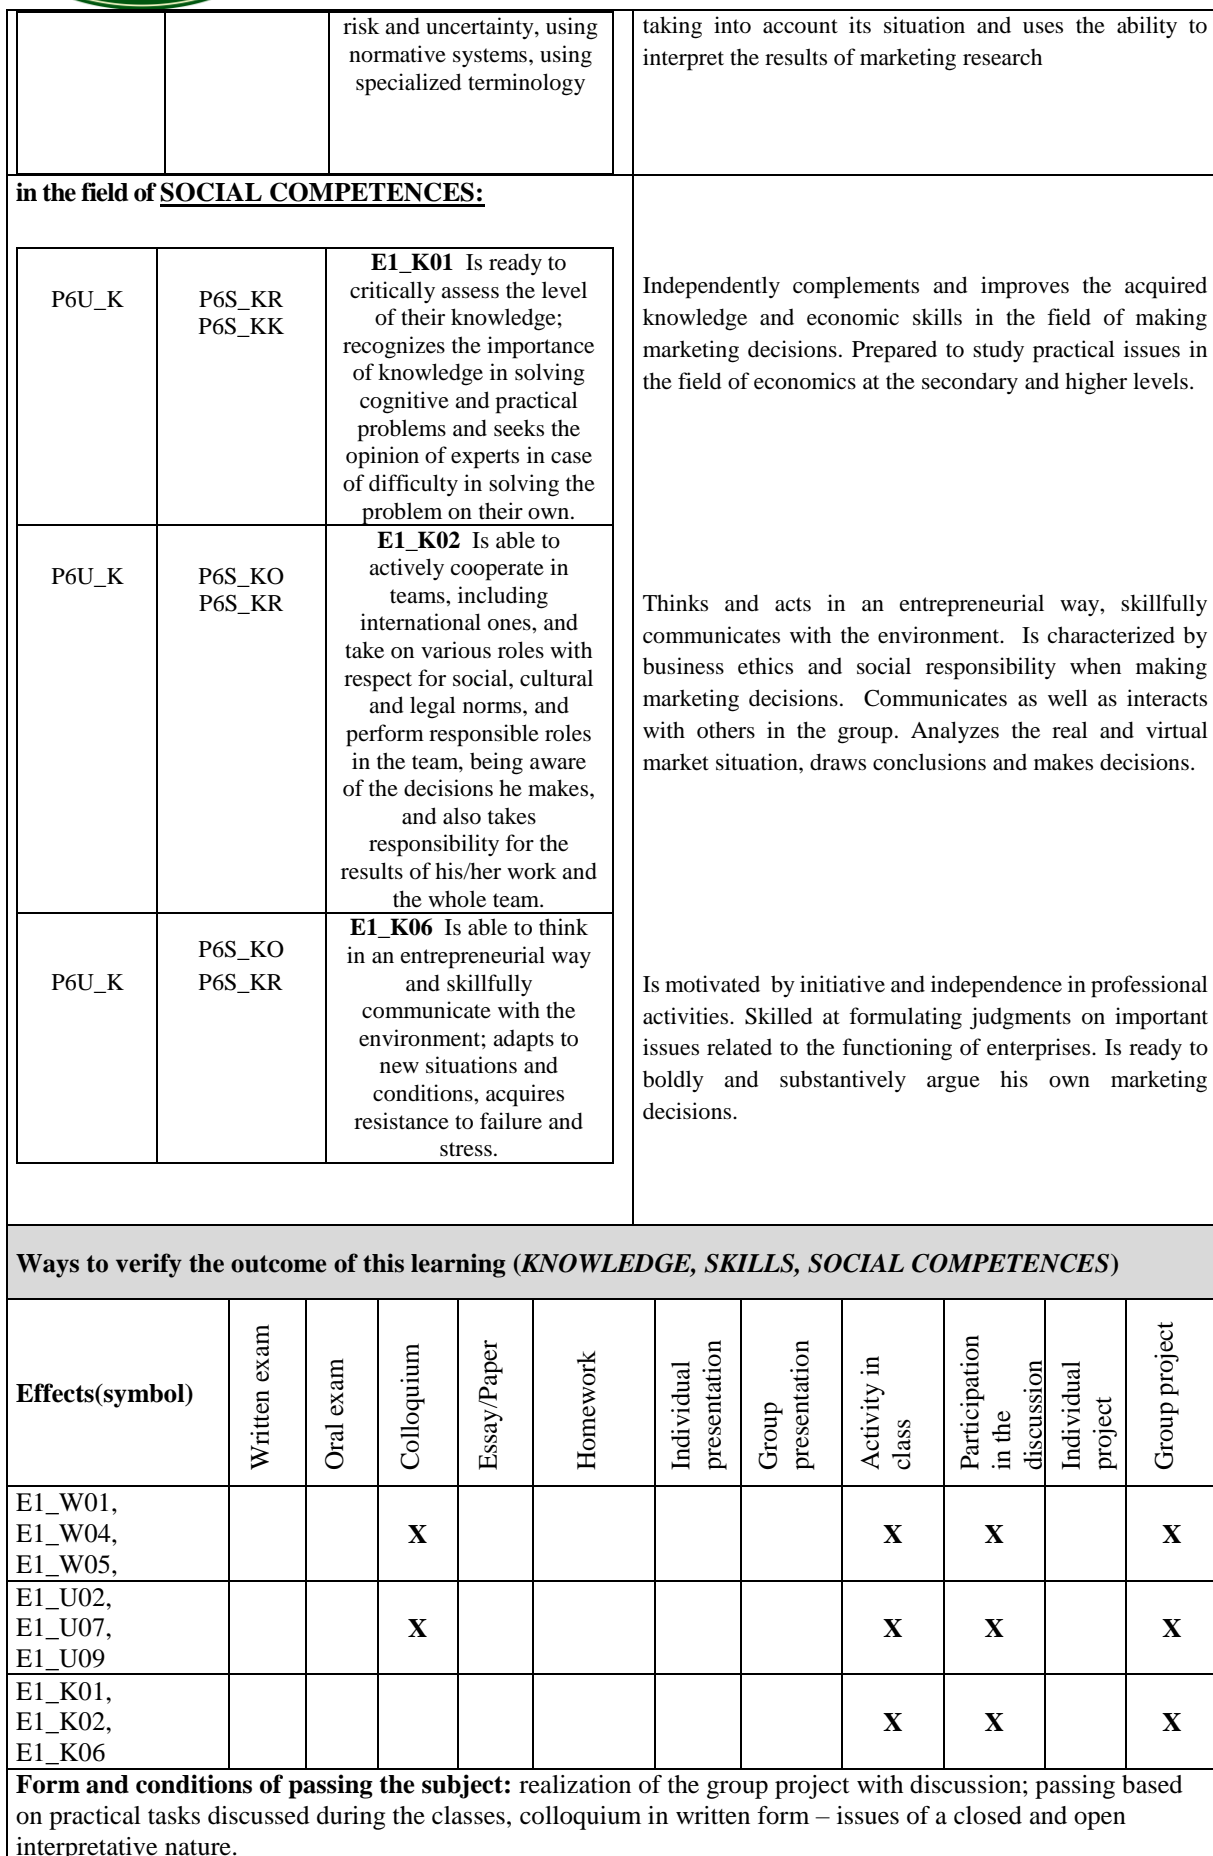 risk and uncertainty, using
normative systems, using
specialized terminology
taking into account its situation and uses the ability to
interpret the results of marketing research
in the field of SOCIAL COMPETENCES:
P6U_K
P6S_KR
P6S_KK
E1_K01 Is ready to
critically assess the level
of their knowledge;
recognizes the importance
of knowledge in solving
cognitive and practical
problems and seeks the
opinion of experts in case
of difficulty in solving the
problem on their own.
Independently complements and improves the acquired
knowledge and economic skills in the field of making
marketing decisions. Prepared to study practical issues in
the field of economics at the secondary and higher levels.
P6U_K
P6S_KO
P6S_KR
E1_K02 Is able to
actively cooperate in
teams, including
international ones, and
take on various roles with
respect for social, cultural
and legal norms, and
perform responsible roles
in the team, being aware
of the decisions he makes,
and also takes
responsibility for the
results of his/her work and
the whole team.
Thinks and acts in an entrepreneurial way, skillfully
communicates with the environment. Is characterized by
business ethics and social responsibility when making
marketing decisions. Communicates as well as interacts
with others in the group. Analyzes the real and virtual
market situation, draws conclusions and makes decisions.
P6U_K
P6S_KO
P6S_KR
E1_K06 Is able to think
in an entrepreneurial way
and skillfully
communicate with the
environment; adapts to
new situations and
conditions, acquires
resistance to failure and
stress.
Is motivated by initiative and independence in professional
activities. Skilled at formulating judgments on important
issues related to the functioning of enterprises. Is ready to
boldly and substantively argue his own marketing
decisions.
Ways to verify the outcome of this learning (KNOWLEDGE, SKILLS, SOCIAL COMPETENCES)
Effects(symbol)
Written exam
Oral exam
Colloquium
Essay/Paper
Homework
Individual
presentation
Group
presentation
Activity in
class
Participation
in the
discussion
Individual
project
Group project
E1_W01,
E1_W04,
E1_W05,
X X X X
E1_U02,
E1_U07,
E1_U09
X X X X
E1_K01,
E1_K02,
E1_K06
X X X
Form and conditions of passing the subject: realization of the group project with discussion; passing based
on practical tasks discussed during the classes, colloquium in written form – issues of a closed and open
interpretative nature.